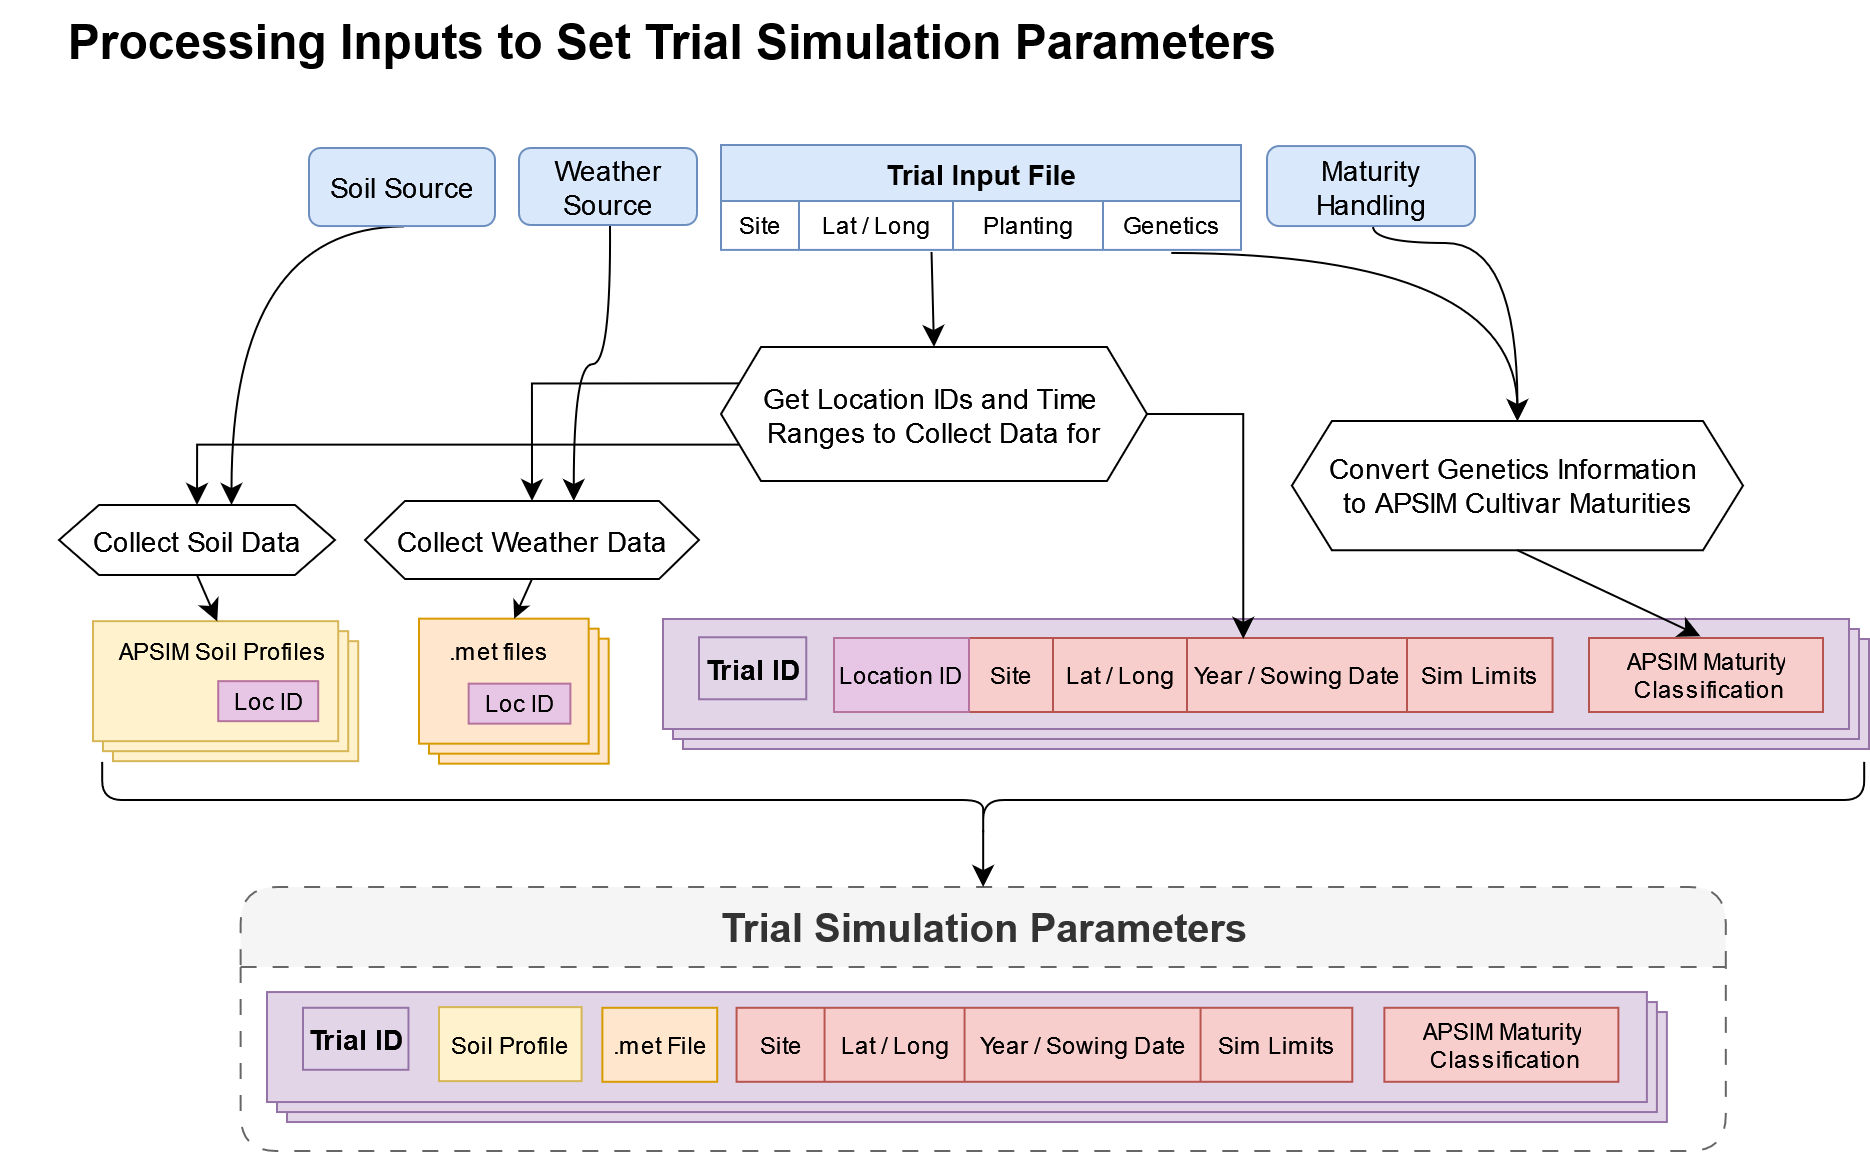 Processing Inputs to Set Trial Simulation Parameters
Soil Source
Weather
Source
Trial Input File
Site
Lat / Long
Planting
Genetics
Maturity
Handling
Get Location IDs and Time
Ranges to Collect Data for
Convert Genetics Information
to APSIM Cultivar Maturities
Collect Soil Data
Collect Weather Data
APSIM Soil Profiles
Loc ID
.met files
Loc ID
Trial ID
Location ID
Site
Lat / Long
Year / Sowing Date
Sim Limits
APSIM Maturity
Classification
Trial Simulation Parameters
Trial ID
Soil Profile
.met File
Site
Lat / Long
Year / Sowing Date
Sim Limits
APSIM Maturity
Classification